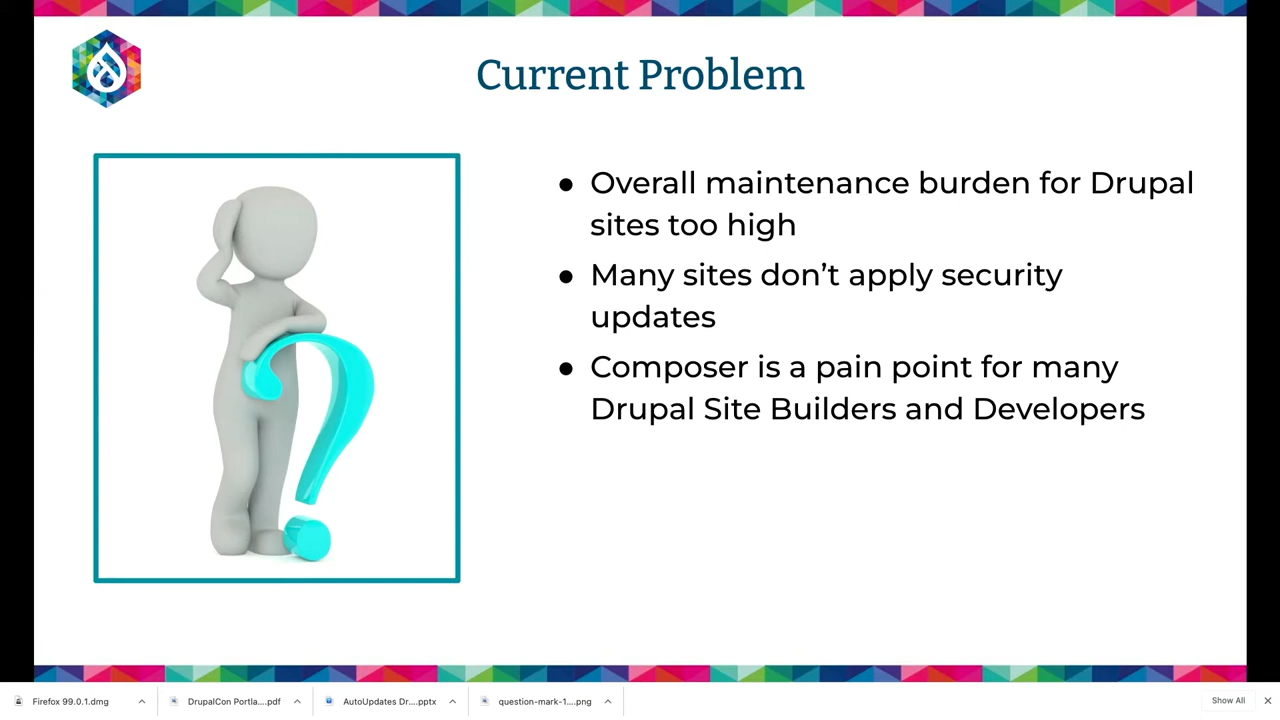 Current Problem
● Overall maintenance burden for Drupal
sites too high
● Many sites don’t apply security
updates
● Composer is a pain point for many
Drupal Site Builders and Developers
Firefox 99.0.1.dmg
DrupalCon Portla....pdf
AutoUpdates Dr....pptx
question-mark-1....png
Show All